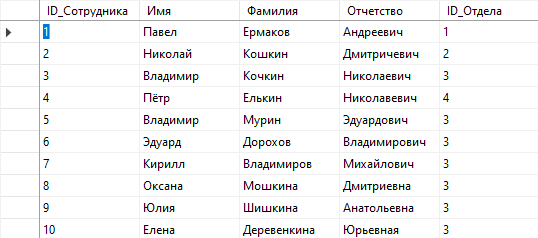 ID_Сотрудника Имя Фамилия Отчетство ID_Отдела
1 Павел Ермаков Андреевич 1
2 Николай Кошкин Дмитричевич 2
3 Владимир Кочкин Николаевич 3
4 Пётр Елькин Николавевич 4
5 Владимир Мурин Эдуардович 3
6 Эдуард Дорохов Владимирович 3
7 Кирилл Владимиров Михайлович 3
8 Оксана Мошкина Дмитриевна 3
9 Юлия Шишкина Анатольевна 3
10 Елена Деревенкина Юрьевная 3